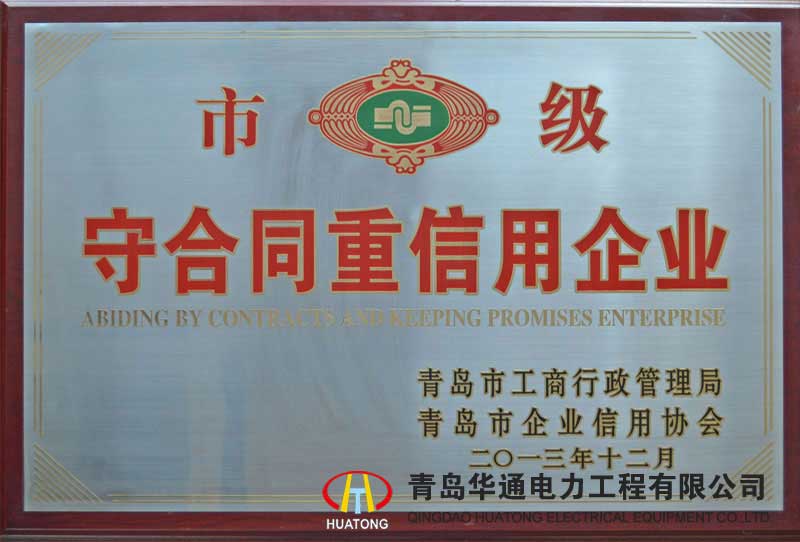 市 级
守合同重信用企业
ABIDING BY CONTRACTS AND KEEPING PROMISES ENTERPRISE
青岛市工商行政管理局
青岛市企业信用协会
二〇一三年十二月
青岛华通电力工程有限公司
HUATONG
QINGDAO HUATONG ELECTRICAL EQUIPMENT CO.,LTD.